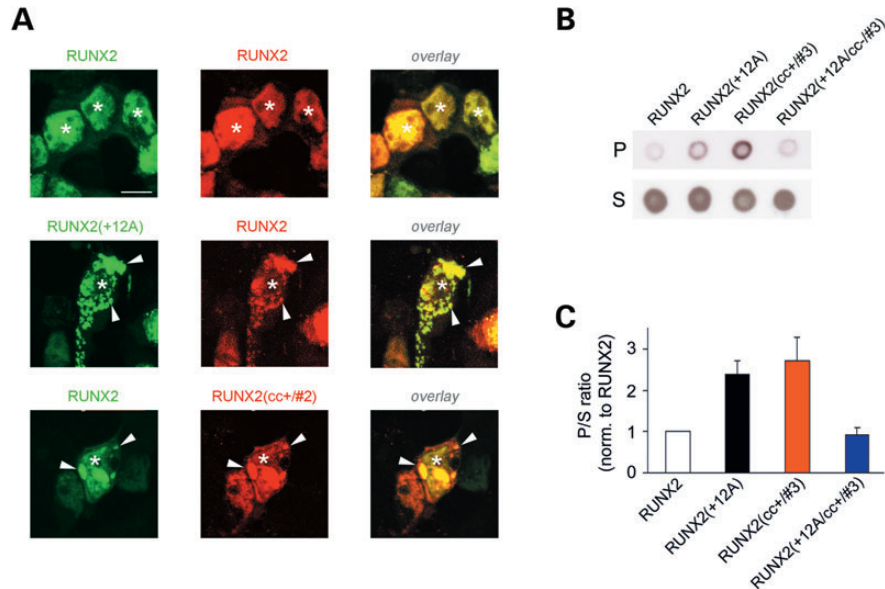 A
RUNX2 RUNX2 overlay
RUNX2(+12A) RUNX2 overlay
RUNX2 RUNX2(cc+/#2) overlay
B
RUNX2 RUNX2(+12A) RUNX2(cc+/#3) RUNX2(+12A/cc-/#3)
P
S
C
P/S ratio
(norm. to RUNX2)
3
2
1
0
RUNX2 RUNX2(+12A) RUNX2(cc+/#3) RUNX2(+12A/cc+/#3)